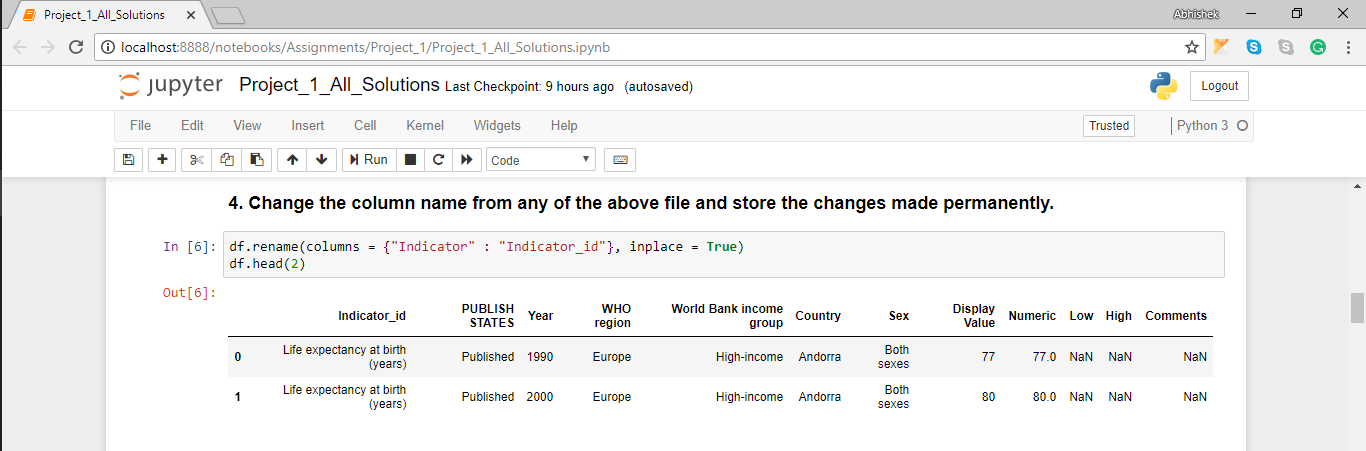 Project_1_All_Solutions
Abhishek
localhost:8888/notebooks/Assignments/Project_1/Project_1_All_Solutions.ipynb
jupyter Project_1_All_Solutions Last Checkpoint: 9 hours ago (autosaved)
Logout
File Edit View Insert Cell Kernel Widgets Help
Trusted Python 3
Run Code
4. Change the column name from any of the above file and store the changes made permanently.
In [6]: df.rename(columns = {"Indicator" : "Indicator_id"}, inplace = True)
df.head(2)
Out[6]:
Indicator_id PUBLISH STATES Year WHO region World Bank income group Country Sex Display Value Numeric Low High Comments
0 Life expectancy at birth (years) Published 1990 Europe High-income Andorra Both sexes 77 77.0 NaN NaN NaN
1 Life expectancy at birth (years) Published 2000 Europe High-income Andorra Both sexes 80 80.0 NaN NaN NaN